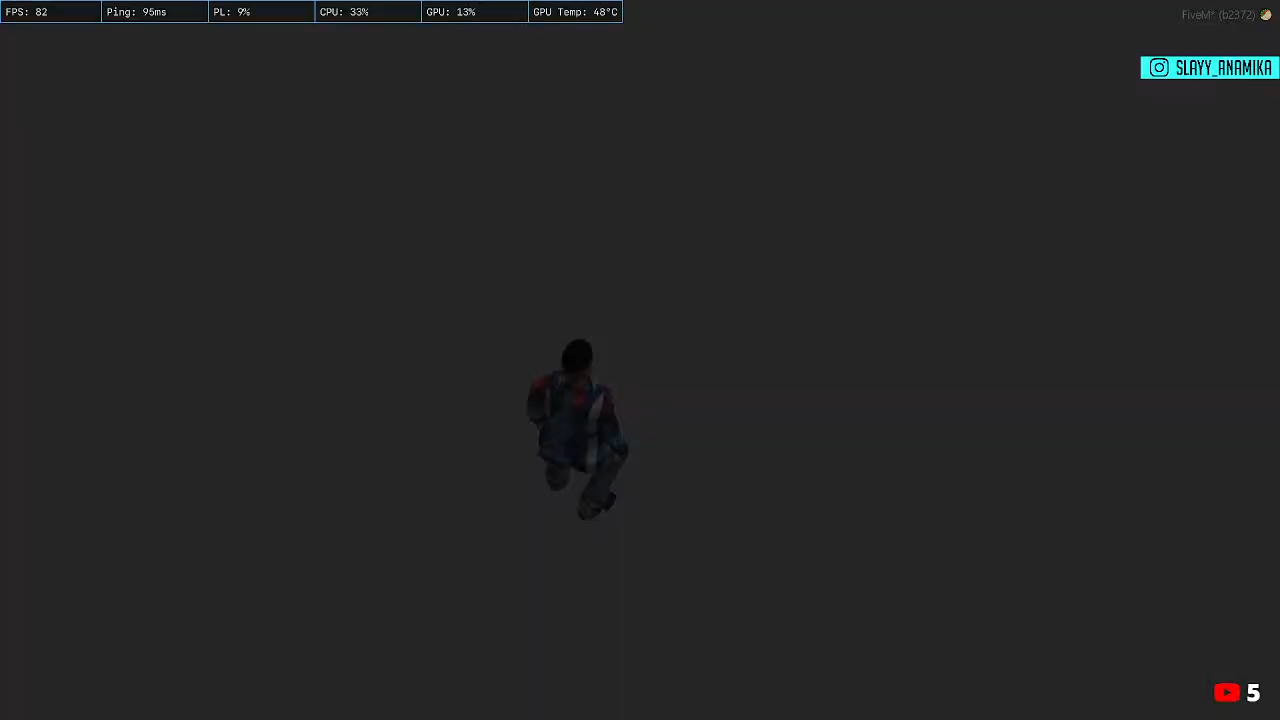 FPS: 82 Ping: 95ms PL: 9% CPU: 33% GPU: 13% GPU Temp: 48°C
FiveM* (b2372)
SLAYY_ANAMIKA
5